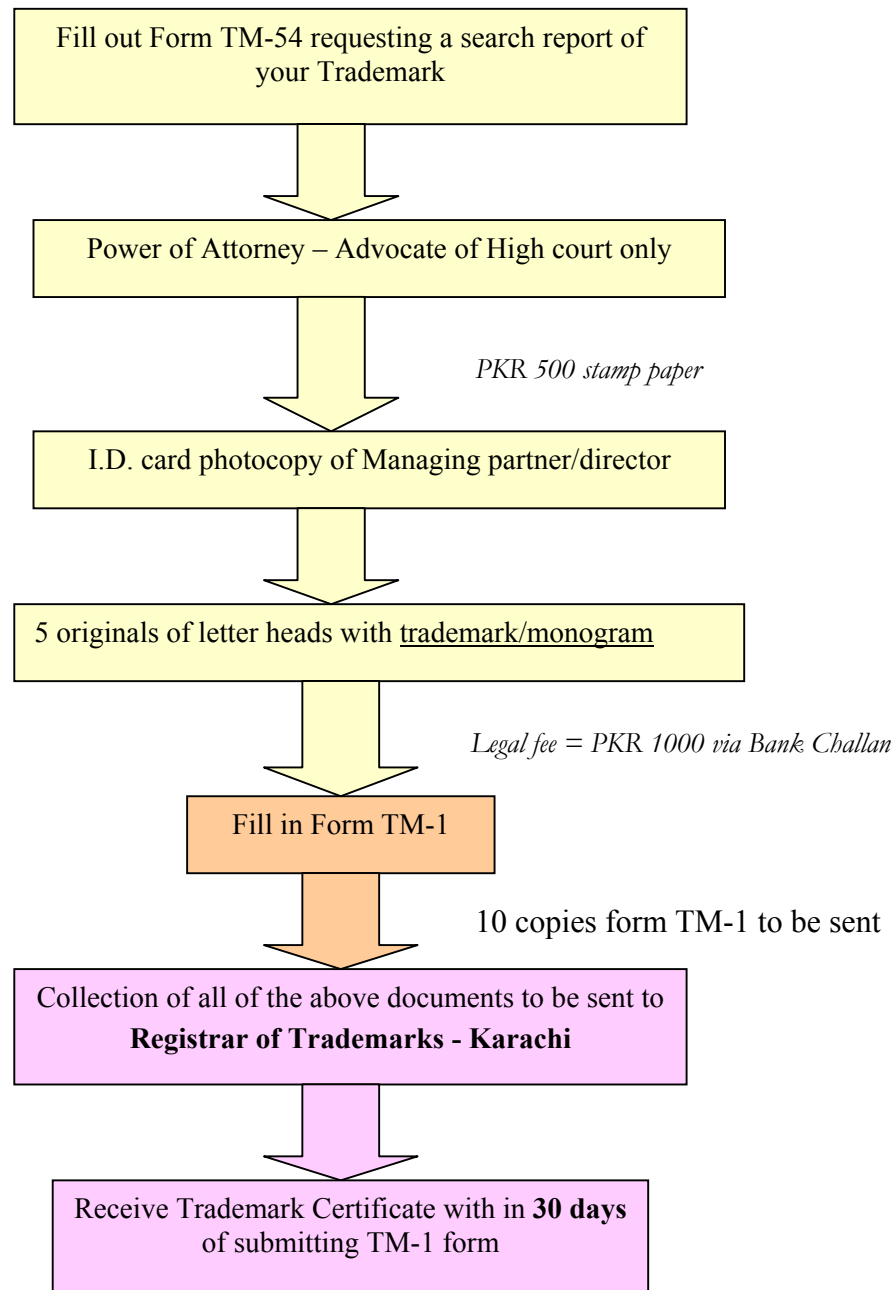 Fill out Form TM-54 requesting a search report of
your Trademark
Power of Attorney – Advocate of High court only
PKR 500 stamp paper
I.D. card photocopy of Managing partner/director
5 originals of letter heads with trademark/monogram
Legal fee = PKR 1000 via Bank Challan
Fill in Form TM-1
10 copies form TM-1 to be sent
Collection of all of the above documents to be sent to
Registrar of Trademarks - Karachi
Receive Trademark Certificate with in 30 days
of submitting TM-1 form